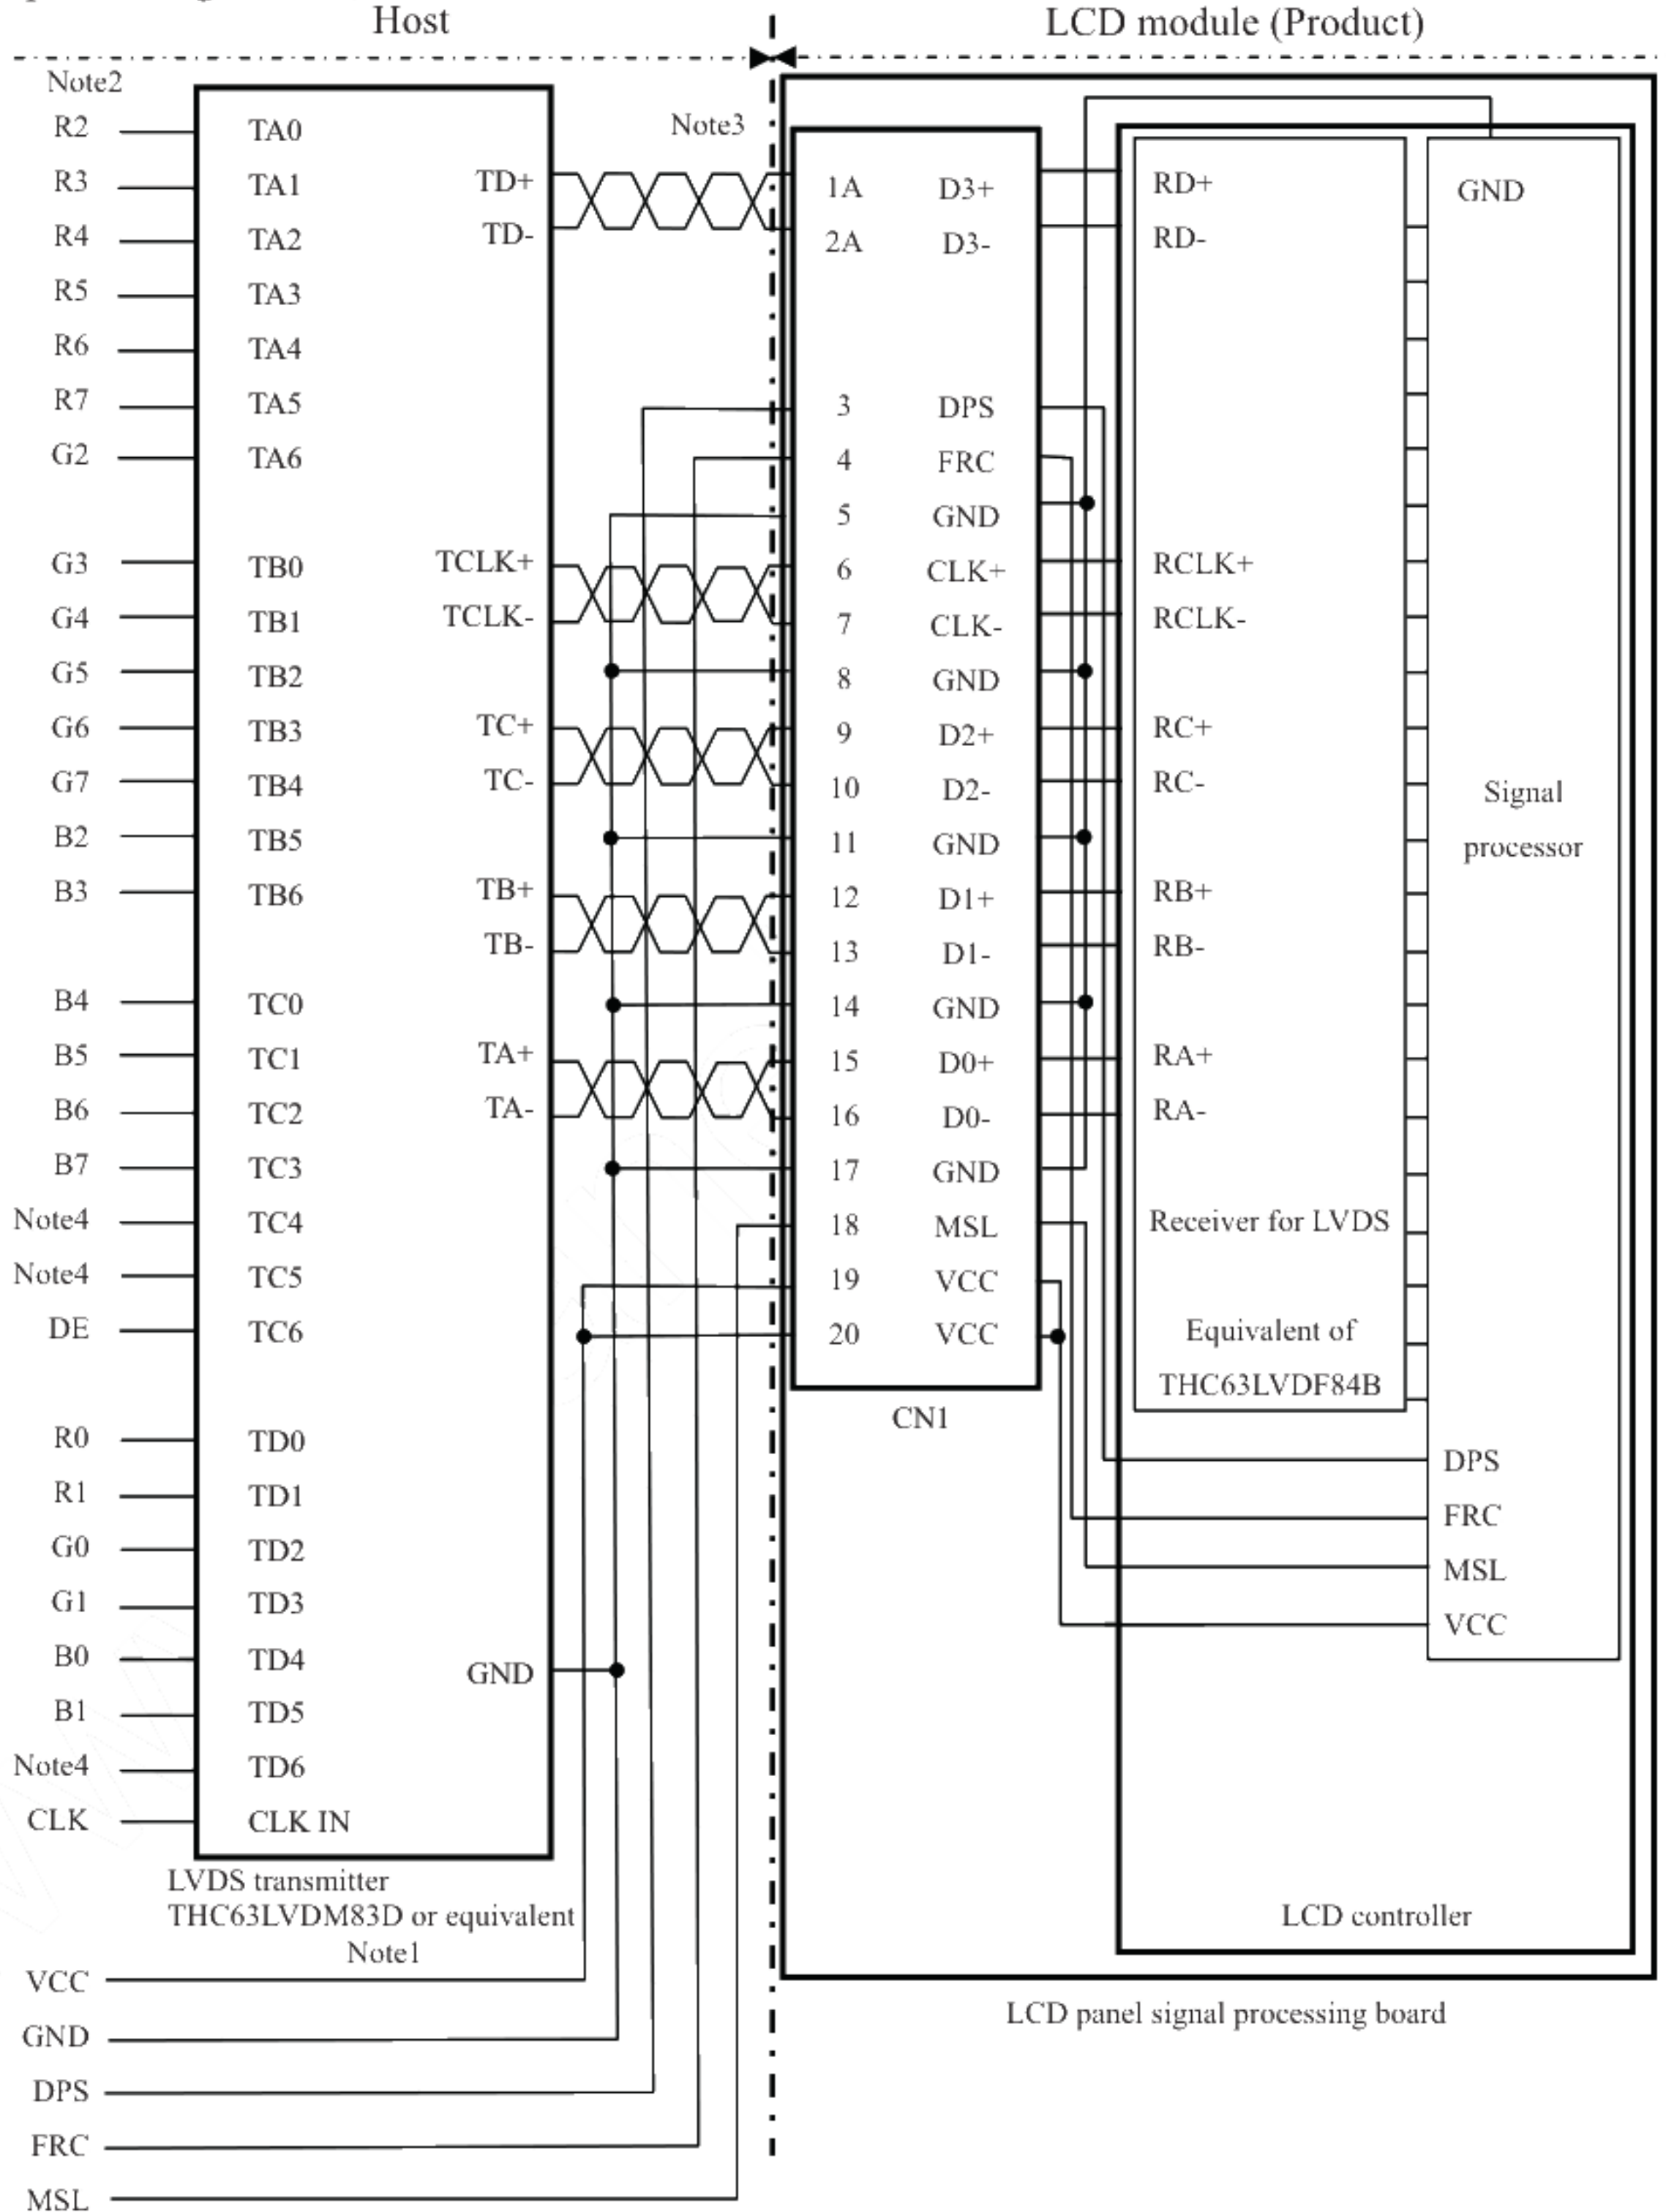 Host
LCD module (Product)
Note2
Note3
R2 TA0
R3 TA1 TD+ 1A D3+ RD+ GND
R4 TA2 TD- 2A D3- RD-
R5 TA3
R6 TA4
R7 TA5 3 DPS
G2 TA6 4 FRC
5 GND
G3 TB0 TCLK+ 6 CLK+ RCLK+
G4 TB1 TCLK- 7 CLK- RCLK-
G5 TB2 8 GND
G6 TB3 TC+ 9 D2+ RC+
G7 TB4 TC- 10 D2- RC- Signal
B2 TB5 11 GND processor
B3 TB6 TB+ 12 D1+ RB+
TB- 13 D1- RB-
B4 TC0 14 GND
B5 TC1 TA+ 15 D0+ RA+
B6 TC2 TA- 16 D0- RA-
B7 TC3 17 GND
Note4 TC4 18 MSL Receiver for LVDS
Note4 TC5 19 VCC
DE TC6 20 VCC Equivalent of
THC63LVDF84B
CN1
R0 TD0 DPS
R1 TD1 FRC
G0 TD2 MSL
G1 TD3 VCC
B0 TD4 GND
B1 TD5
Note4 TD6
CLK CLK IN
LVDS transmitter
THC63LVDM83D or equivalent
Note1
LCD controller
VCC
LCD panel signal processing board
GND
DPS
FRC
MSL